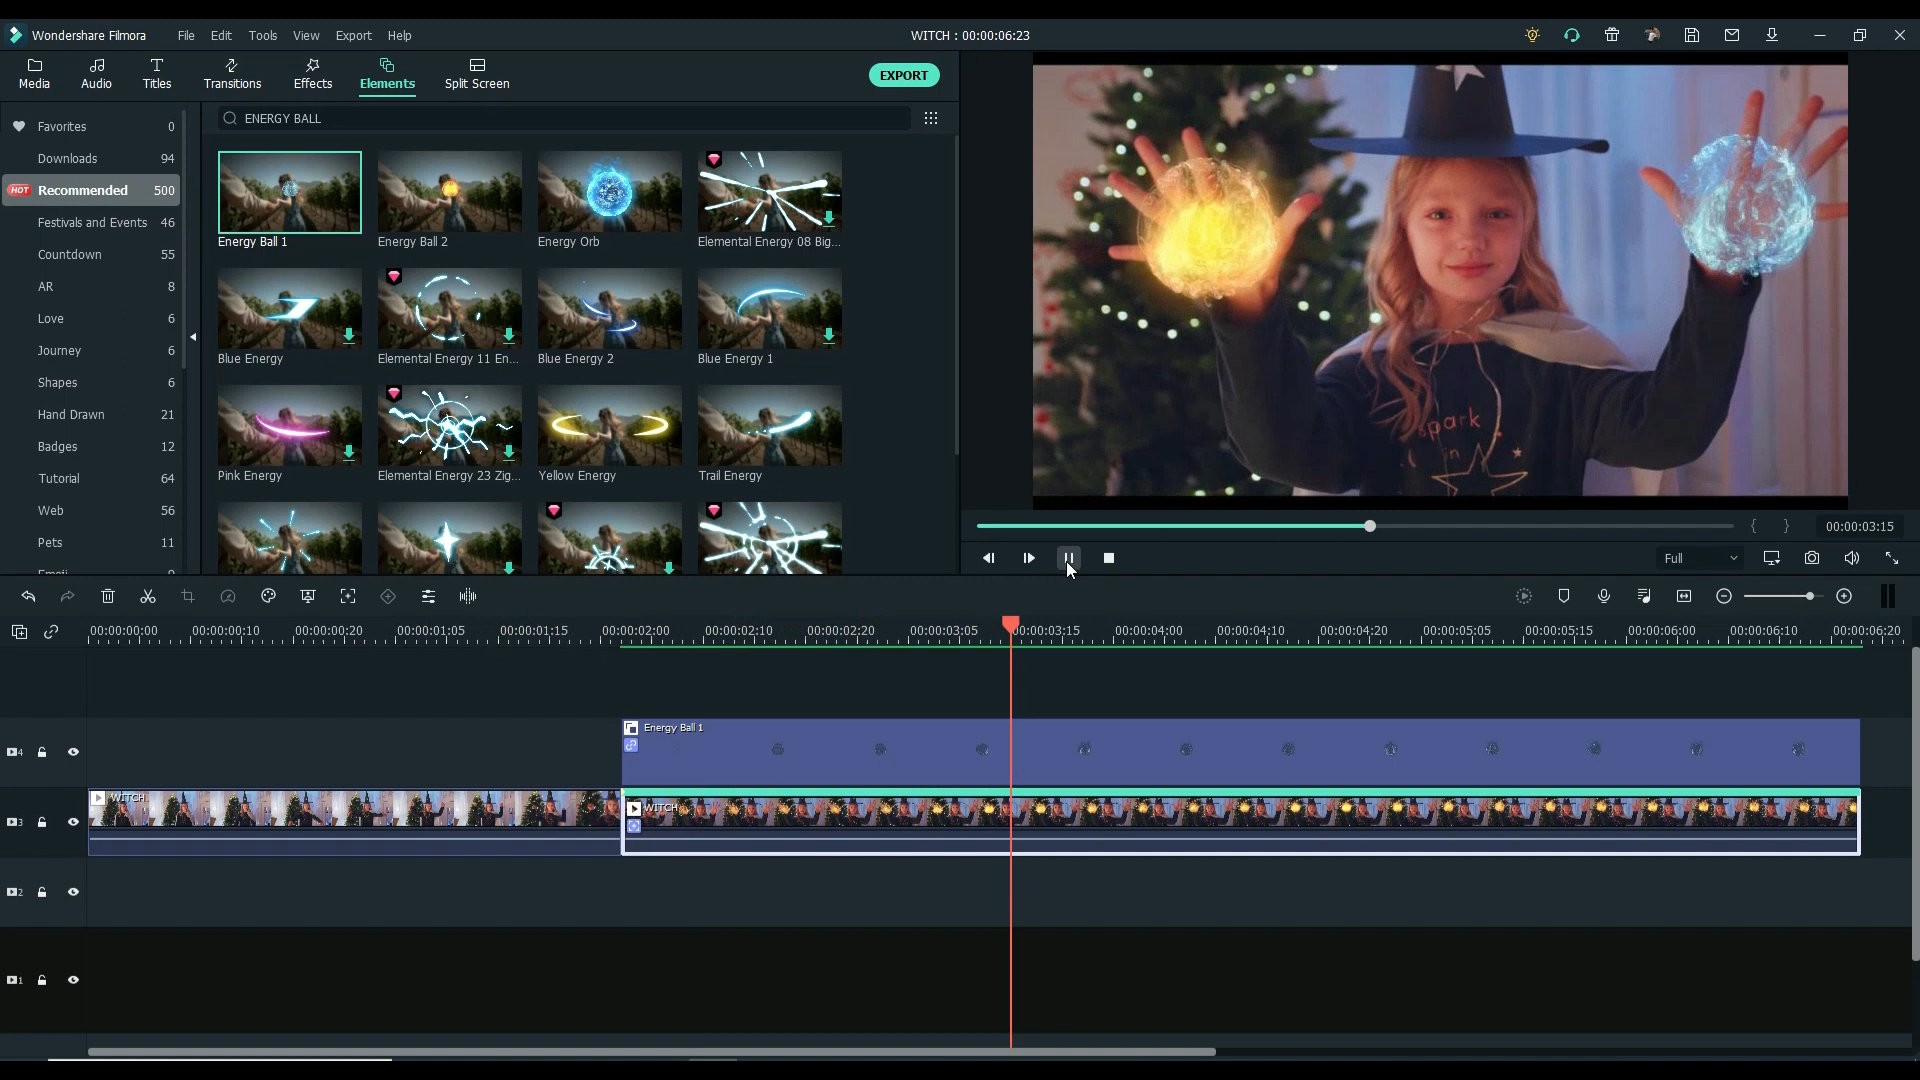 Wondershare Filmora File Edit Tools View Export Help WITCH : 00:00:06:23
Media Audio Titles Transitions Effects Elements Split Screen EXPORT
ENERGY BALL
Favorites 0
Downloads 94
HOT Recommended 500
Festivals and Events 46
Countdown 55
AR 8
Love 6
Journey 6
Shapes 6
Hand Drawn 21
Badges 12
Tutorial 64
Web 56
Pets 11
Energy Ball 1 Energy Ball 2 Energy Orb Elemental Energy 08 Big...
Blue Energy Elemental Energy 11 En... Blue Energy 2 Blue Energy 1
Pink Energy Elemental Energy 23 Zig... Yellow Energy Trail Energy
spark
in
{ } 00:00:03:15
Full
00:00:00:00 00:00:00:10 00:00:00:20 00:00:01:05 00:00:01:15 00:00:02:00 00:00:02:10 00:00:02:20 00:00:03:05 00:00:03:15 00:00:04:00 00:00:04:10 00:00:04:20 00:00:05:05 00:00:05:15 00:00:06:00 00:00:06:10 00:00:06:20
4 Energy Ball 1
3 WITCH WITCH
2
1